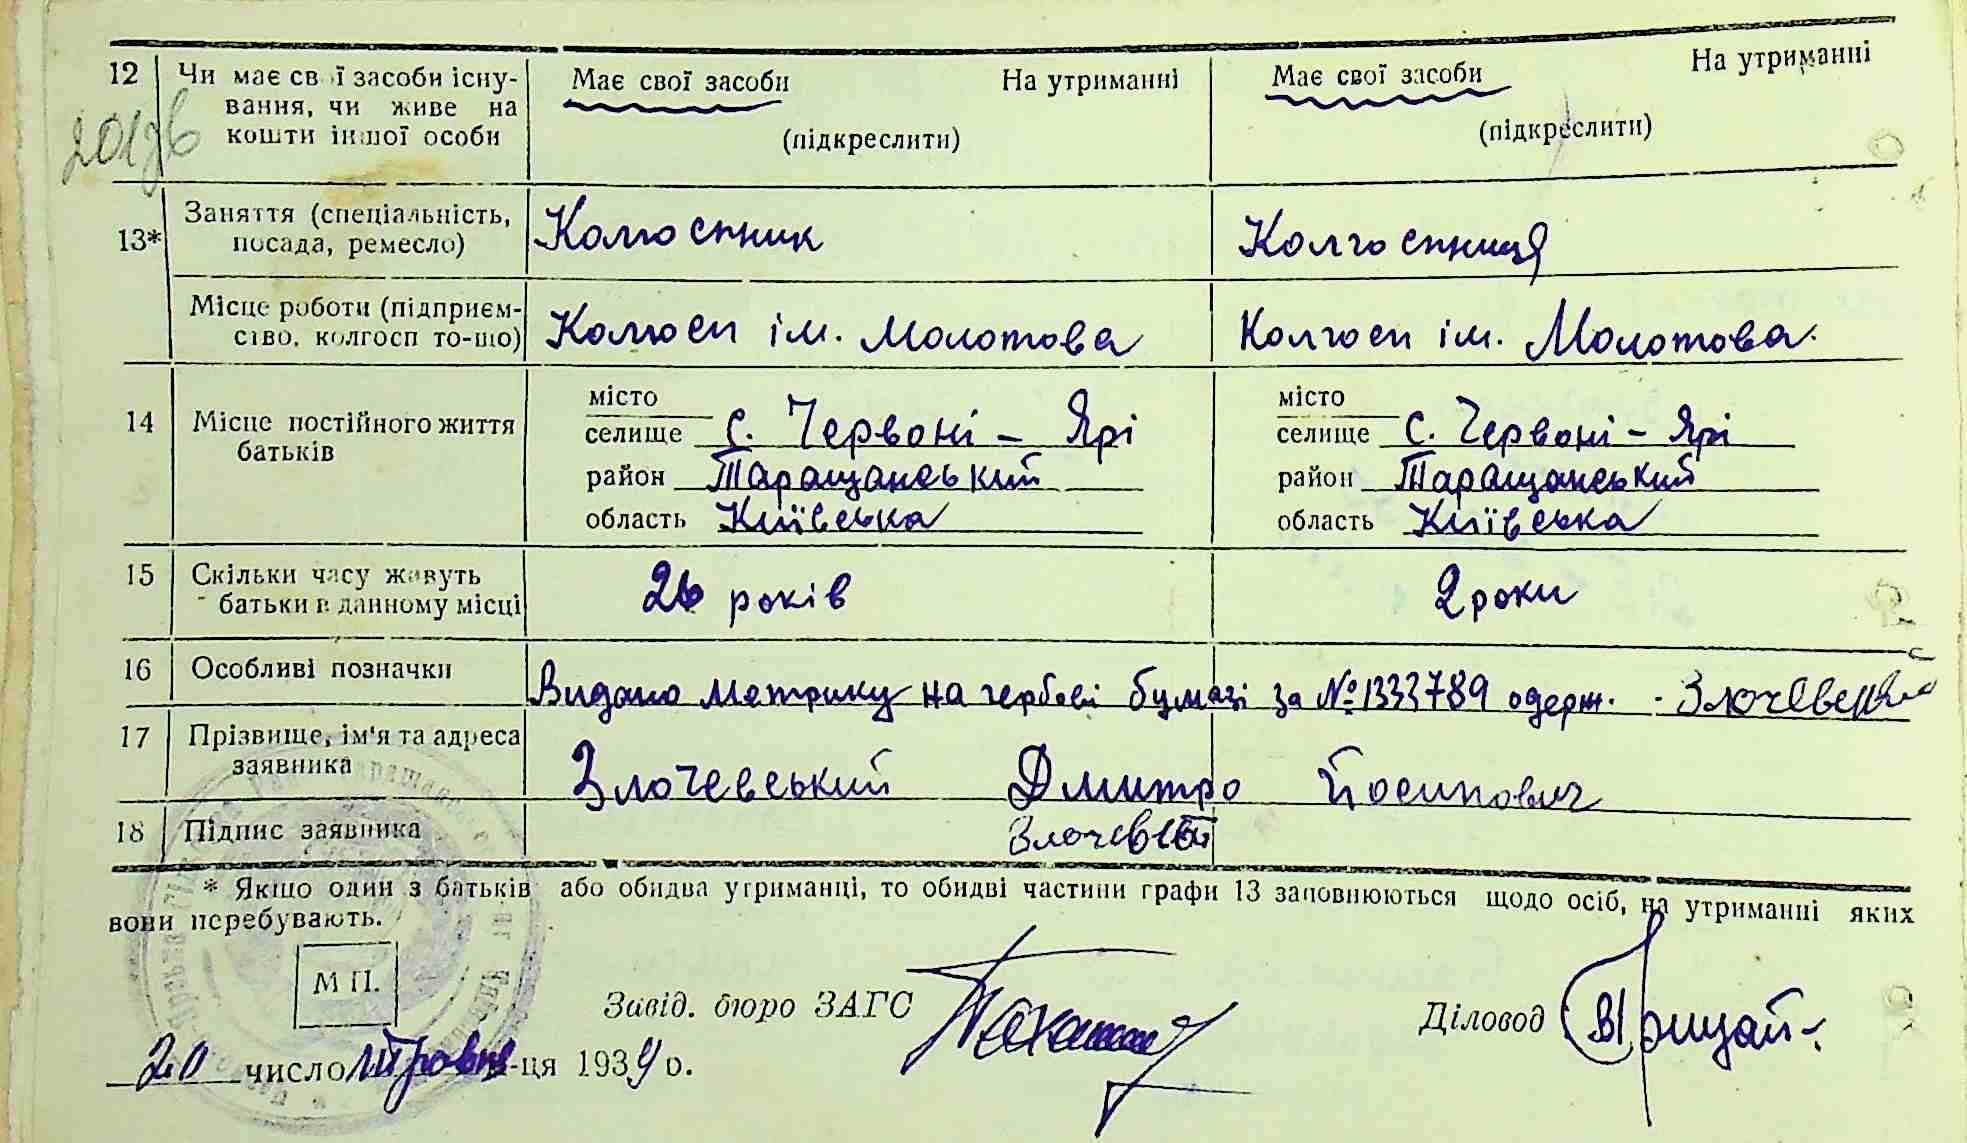 12 Чи має свої засоби існу- Має свої засоби На утриманні Має свої засоби На утриманні
вання, чи живе на
кошти іншої особи (підкреслити) (підкреслити)
20126
13* Заняття (спеціальність, Колгоспник Колгоспниця
посада, ремесло)
Місце роботи (підприєм- Колгосп ім. Молотова Колгосп ім. Молотова.
ство, колгосп то-що)
місто місто
14 Місце постійного життя селище с. Червоні - Ярі селище с. Червоні - Ярі
батьків район Таращанський район Таращанський
область Київська область Київська
15 Скільки часу живуть 26 років 2 роки
батьки в данному місці
16 Особливі позначки Видано метрику на гербові бумазі за № 1333789 одерж. Злочевський
17 Прізвище, ім'я та адреса Злочевський Дмитро Йосипович
заявника
18 Підпис заявника Злочевсй
* Якщо один з батьків або обидва утриманці, то обидві частини графи 13 заповнюються щодо осіб, на утриманні яких
вони перебувають.
М П. Завід. бюро ЗАГС Діловод
20 число травня м-ця 1939 о.